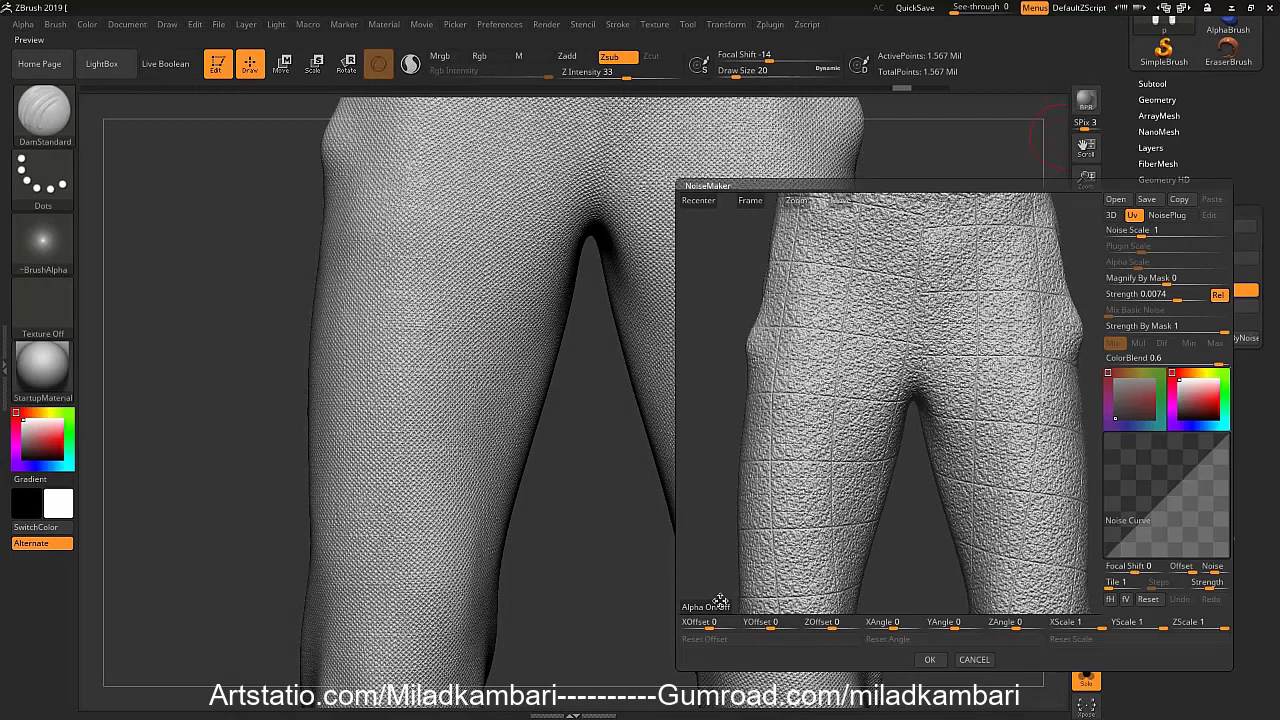 ZBrush 2019 [
AC QuickSave See-through 0 Menus DefaultZScript
Alpha Brush Document Draw Edit File Layer Light Macro Marker Material Movie Picker Preferences Render Stencil Stroke Texture Tool Transform Zplugin Zscript
Preview
Home Page LightBox Live Boolean Edit Draw Move Scale Rotate
Mrgb Rgb M Zadd Zsub Zcut
Rgb Intensity Z Intensity 33
Focal Shift -14
Draw Size 20 Dynamic
ActivePoints: 1.567 Mil
TotalPoints: 1.567 Mil
AlphaBrush
SimpleBrush EraserBrush
DamStandard
Dots
~BrushAlpha
Texture Off
StartupMaterial
Gradient
SwitchColor
Alternate
BPR
SPix 3
Scroll
Zoom
Solo
Xpose
Subtool
Geometry
ArrayMesh
NanoMesh
Layers
FiberMesh
Geometry HD
NoiseMaker
Recenter Frame Zoom Move
Open Save Copy Paste
3D Uv NoisePlug Edit
Noise Scale 1
Plugin Scale
Alpha Scale
Magnify By Mask 0
Strength 0.0074 Rel
Mix Basic Noise
Strength By Mask 1
Mix Mul Dif Min Max
ColorBlend 0.6
Noise Curve
Focal Shift 0 Offset Noise
Tile 1 Steps Strength
fH fV Reset Undo Redo
Alpha On/Off
XOffset 0 YOffset 0 ZOffset 0 XAngle 0 YAngle 0 ZAngle 0 XScale 1 YScale 1 ZScale 1
Reset Offset Reset Angle Reset Scale
OK CANCEL
Artstatio.com/Miladkambari----------Gumroad.com/miladkambari